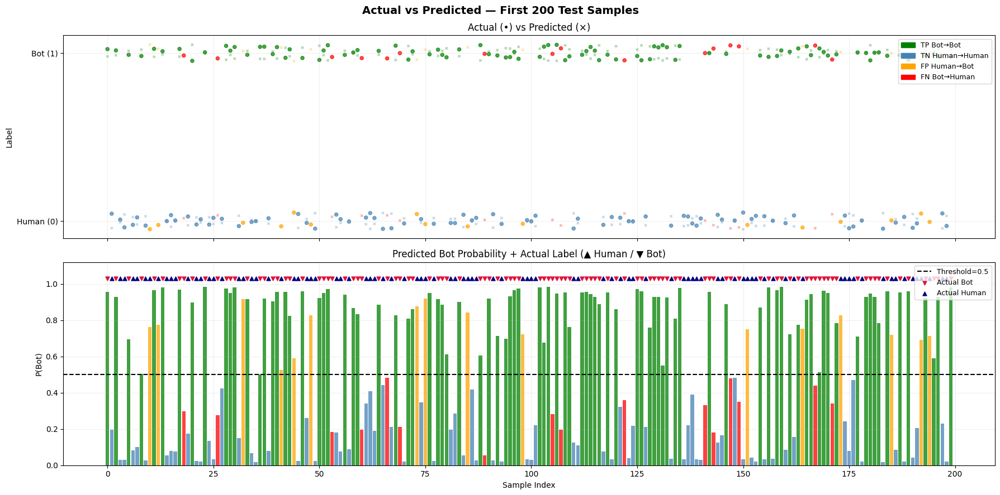 Actual vs Predicted — First 200 Test Samples
Actual (•) vs Predicted (×)
Bot (1)
Human (0)
Label
TP Bot→Bot
TN Human→Human
FP Human→Bot
FN Bot→Human
Predicted Bot Probability + Actual Label (▲ Human / ▼ Bot)
1.0
0.8
0.6
0.4
0.2
0.0
P(Bot)
Threshold=0.5
Actual Bot
Actual Human
0 25 50 75 100 125 150 175 200
Sample Index